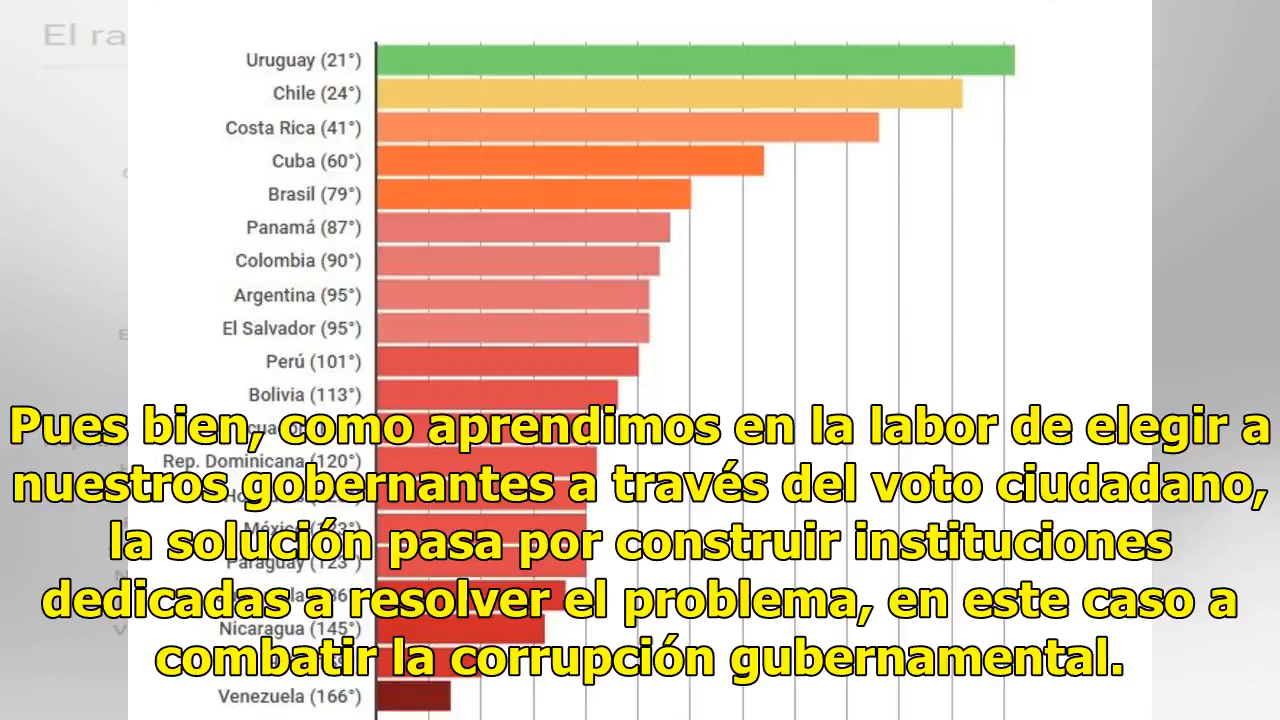 El ra
Uruguay (21°)
Chile (24°)
Costa Rica (41°)
Cuba (60°)
Brasil (79°)
Panamá (87°)
Colombia (90°)
Argentina (95°)
El Salvador (95°)
Perú (101°)
Bolivia (113°)
Pues bien, como aprendimos en la labor de elegir a
Rep. Dominicana (120°)
nuestros gobernantes a través del voto ciudadano,
la solución pasa por construir instituciones
Paraguay (123°)
dedicadas a resolver el problema, en este caso a
Nicaragua (145°)
combatir la corrupción gubernamental.
Venezuela (166°)